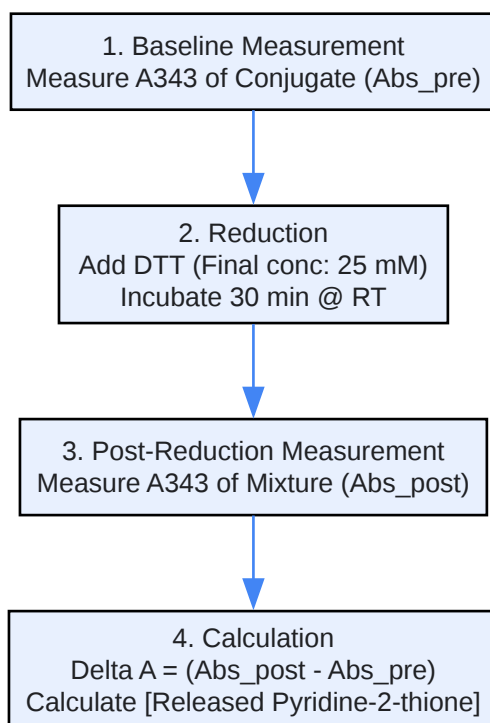 1. Baseline Measurement
Measure A343 of Conjugate (Abs_pre)
2. Reduction
Add DTT (Final conc: 25 mM)
Incubate 30 min @ RT
3. Post-Reduction Measurement
Measure A343 of Mixture (Abs_post)
4. Calculation
Delta A = (Abs_post - Abs_pre)
Calculate [Released Pyridine-2-thione]